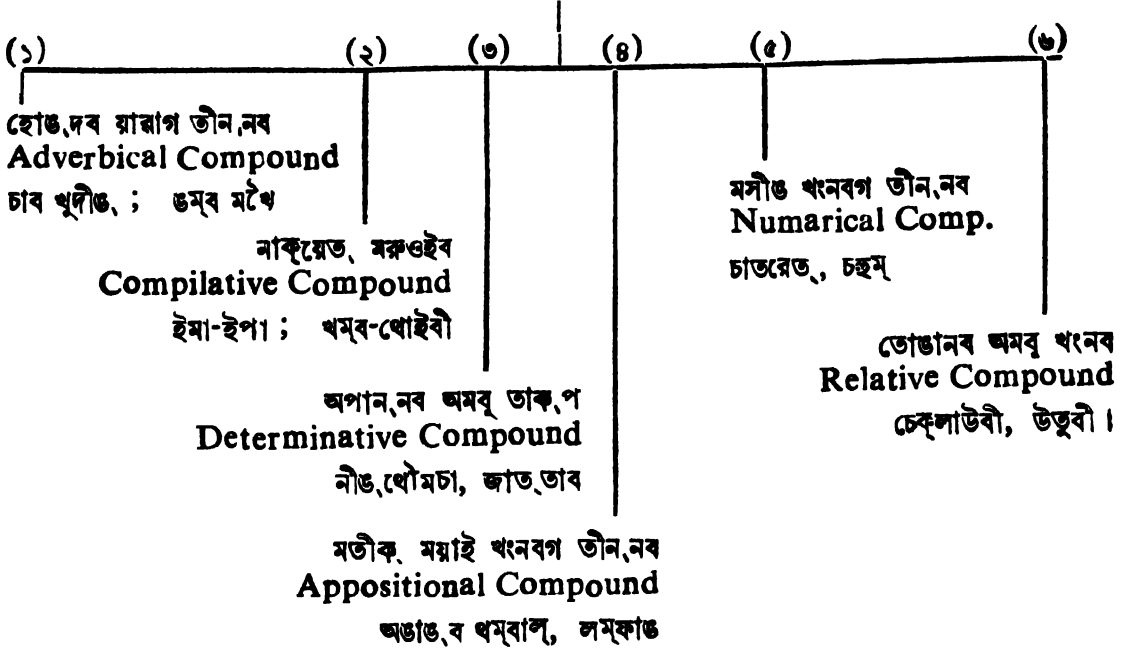 (১) (২) (৩) (৪) (৫) (৬)
হোঙ্দব য়াৱাগ তীন্নব
Adverbical Compound
চাব খুদীঙ্ ; ঙম্ব মখৈ
নাক্য়েত্ মরুওইব
Compilative Compound
ইমা-ইপা ; খম্ব-থোইবী
অপান্নব অমবূ তাক্প
Determinative Compound
নীঙ্থৌমচা, জাত্তাব
মতীক্ ময়াই খংনবগ তীন্নব
Appositional Compound
অঙাঙ্ব থম্বাল্, লম্ফাঙ
মসীঙ খংনবগ তীন্নব
Numarical Comp.
চাতরেত্, চহুম্
তোঙানব অমবূ খংনব
Relative Compound
চেক্লাউবী, উতুবী।